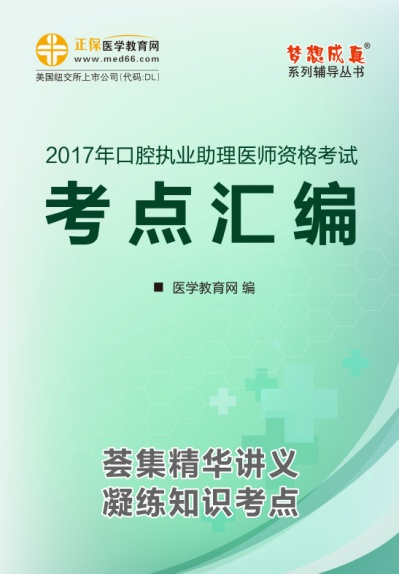 正保医学教育网
www.med66.com
美国纽交所上市公司(代码:DL)
梦想成真®
系列辅导丛书
2017年口腔执业助理医师资格考试
考点汇编
■ 医学教育网 编
荟集精华讲义
凝练知识考点